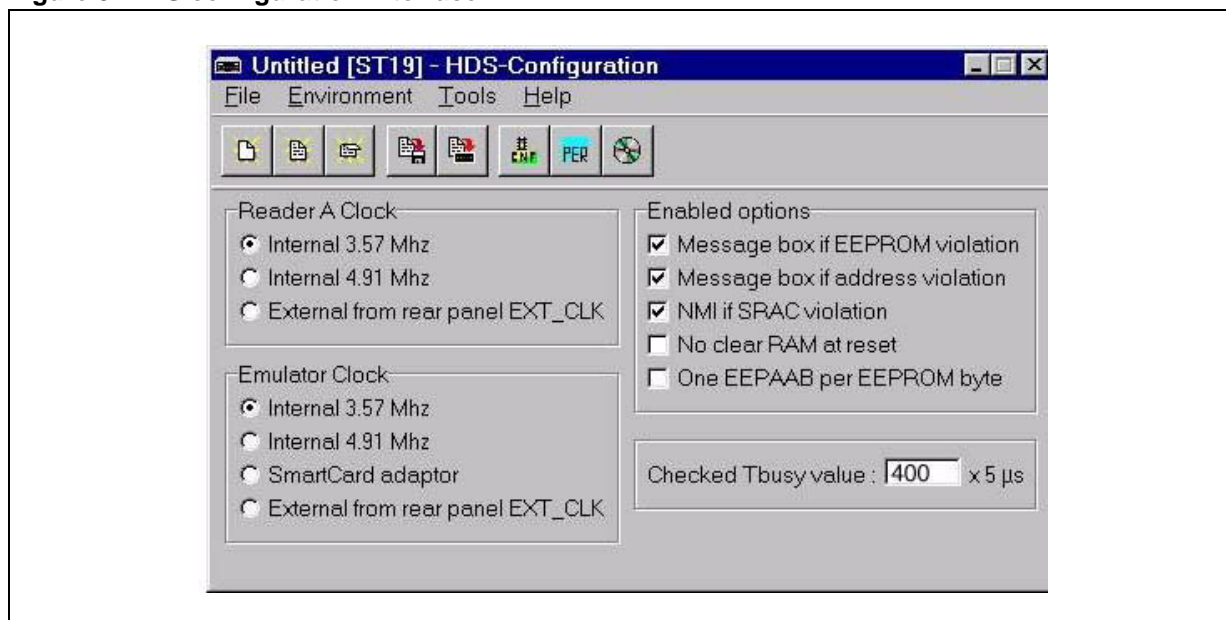 Untitled [ST19] - HDS-Configuration
File Environment Tools Help
CNF PER
Reader A Clock
Internal 3.57 Mhz
Internal 4.91 Mhz
External from rear panel EXT_CLK
Emulator Clock
Internal 3.57 Mhz
Internal 4.91 Mhz
SmartCard adaptor
External from rear panel EXT_CLK
Enabled options
Message box if EEPROM violation
Message box if address violation
NMI if SRAC violation
No clear RAM at reset
One EEPAAB per EEPROM byte
Checked Tbusy value : 400 x 5 µs